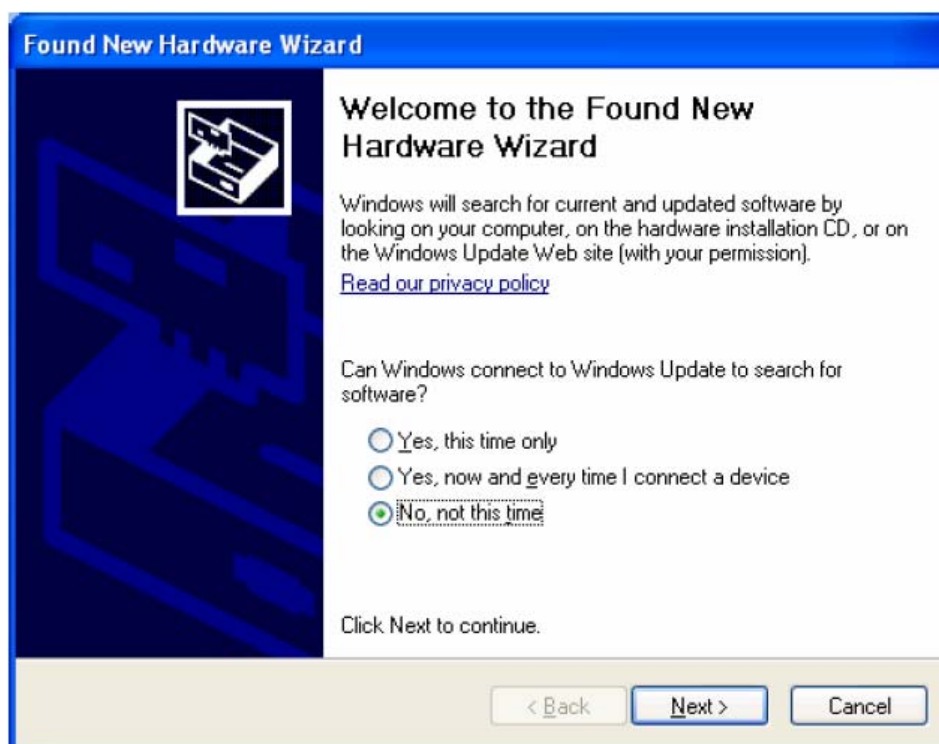 Found New Hardware Wizard
Welcome to the Found New
Hardware Wizard
Windows will search for current and updated software by
looking on your computer, on the hardware installation CD, or on
the Windows Update Web site (with your permission).
Read our privacy policy
Can Windows connect to Windows Update to search for
software?
Yes, this time only
Yes, now and every time I connect a device
No, not this time
Click Next to continue.
< Back
Next >
Cancel